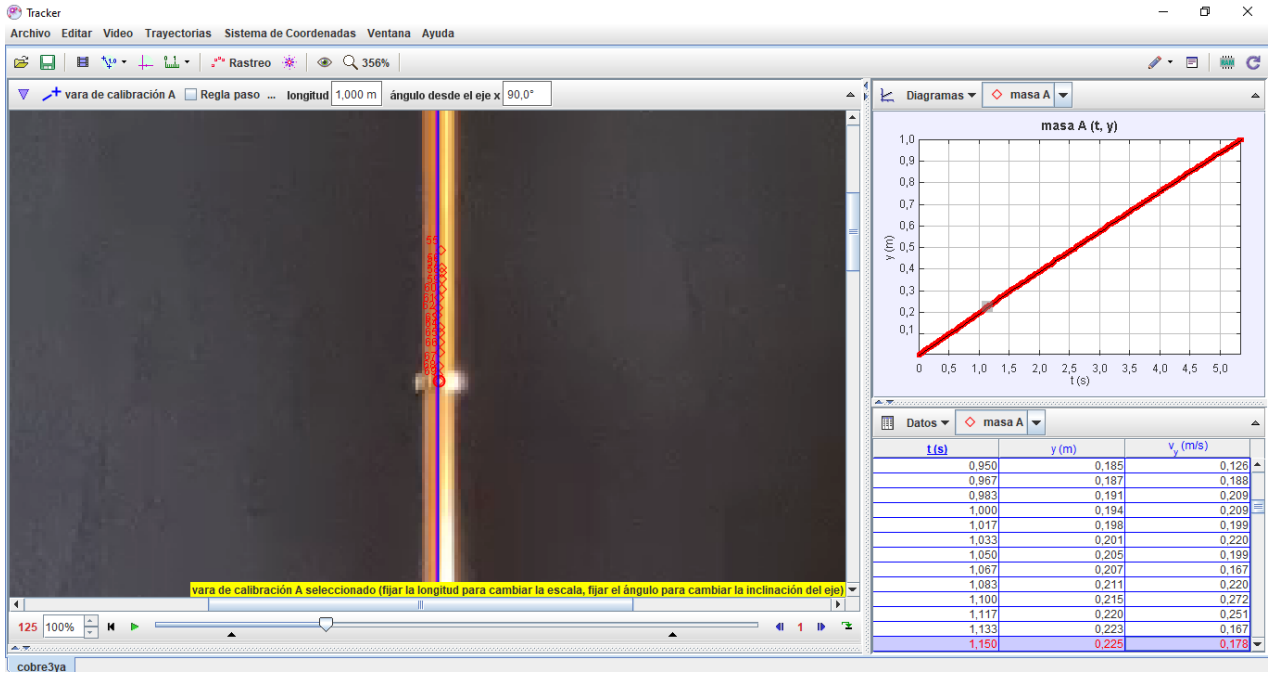 Tracker
Archivo Editar Video Trayectorias Sistema de Coordenadas Ventana Ayuda
Rastreo 356%
vara de calibración A Regla paso ... longitud 1,000 m ángulo desde el eje x 90,0°
Diagramas masa A
masa A (t, y)
1,0
0,9
0,8
0,7
0,6
0,5
0,4
0,3
0,2
0,1
y (m)
0 0,5 1,0 1,5 2,0 2,5 3,0 3,5 4,0 4,5 5,0
t (s)
Datos masa A
t (s) y (m) vy (m/s)
0,950 0,185 0,126
0,967 0,187 0,188
0,983 0,191 0,209
1,000 0,194 0,209
1,017 0,198 0,199
1,033 0,201 0,220
1,050 0,205 0,199
1,067 0,207 0,167
1,083 0,211 0,220
1,100 0,215 0,272
1,117 0,220 0,251
1,133 0,223 0,167
1,150 0,225 0,178
vara de calibración A seleccionado (fijar la longitud para cambiar la escala, fijar el ángulo para cambiar la inclinación del eje)
125 100% 1
cobre3ya